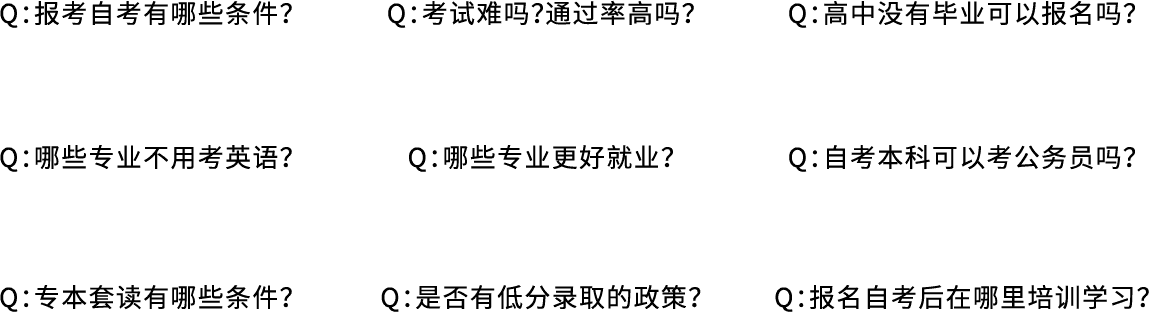 Q：报考自考有哪些条件？
Q：考试难吗？通过率高吗？
Q：高中没有毕业可以报名吗？
Q：哪些专业不用考英语？
Q：哪些专业更好就业？
Q：自考本科可以考公务员吗？
Q：专本套读有哪些条件？
Q：是否有低分录取的政策？
Q：报名自考后在哪里培训学习？